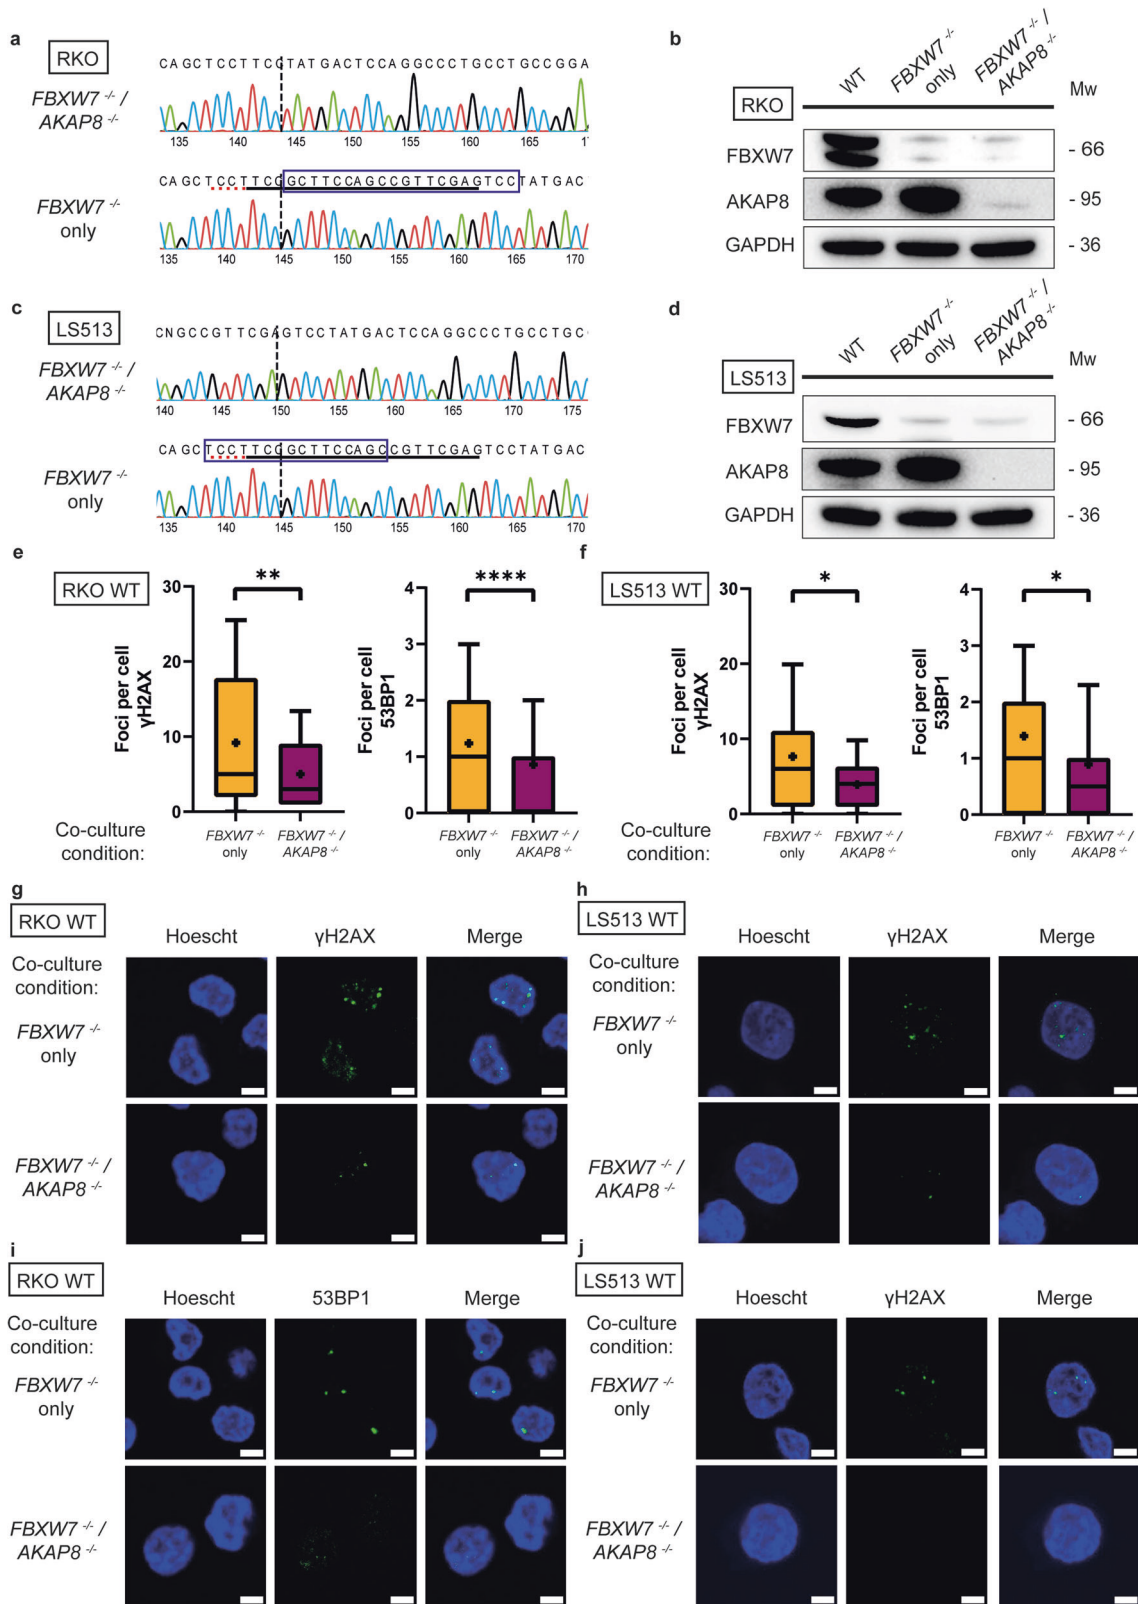 a
RKO
FBXW7 -/- /
AKAP8 -/-
CAGCTCCTTCCTATGACTCCAGGCCCTGCCTGCCGGA
135 140 145 150 155 160 165
CAGCTCCTTCCGCTTCCAGCCGTTCGAGTCCTATGAC
FBXW7 -/-
only
135 140 145 150 155 160 165 170
b
WT
FBXW7 -/-
only
FBXW7 -/- /
AKAP8 -/-
Mw
RKO
FBXW7
- 66
AKAP8
- 95
GAPDH
- 36
c
LS513
FBXW7 -/- /
AKAP8 -/-
CNGCCGTTCGAGTCCTATGACTCCAGGCCCTGCCTGC
140 145 150 155 160 165 170 175
CAGCTCCTTCCGCTTCCAGCCGTTCGAGTCCTATGAC
FBXW7 -/-
only
135 140 145 150 155 160 165 170
d
WT
FBXW7 -/-
only
FBXW7 -/- /
AKAP8 -/-
Mw
LS513
FBXW7
- 66
AKAP8
- 95
GAPDH
- 36
e
RKO WT
Foci per cell
γH2AX
30
20
10
0
**
Foci per cell
53BP1
4
3
2
1
0
****
Co-culture
condition:
FBXW7 -/-
only
FBXW7 -/- /
AKAP8 -/-
FBXW7 -/-
only
FBXW7 -/- /
AKAP8 -/-
f
LS513 WT
Foci per cell
γH2AX
30
20
10
0
*
Foci per cell
53BP1
4
3
2
1
0
*
Co-culture
condition:
FBXW7 -/-
only
FBXW7 -/- /
AKAP8 -/-
FBXW7 -/-
only
FBXW7 -/- /
AKAP8 -/-
g
RKO WT
Hoescht γH2AX Merge
Co-culture
condition:
FBXW7 -/-
only
FBXW7 -/- /
AKAP8 -/-
h
LS513 WT
Hoescht γH2AX Merge
Co-culture
condition:
FBXW7 -/-
only
FBXW7 -/- /
AKAP8 -/-
i
RKO WT
Hoescht 53BP1 Merge
Co-culture
condition:
FBXW7 -/-
only
FBXW7 -/- /
AKAP8 -/-
j
LS513 WT
Hoescht γH2AX Merge
Co-culture
condition:
FBXW7 -/-
only
FBXW7 -/- /
AKAP8 -/-